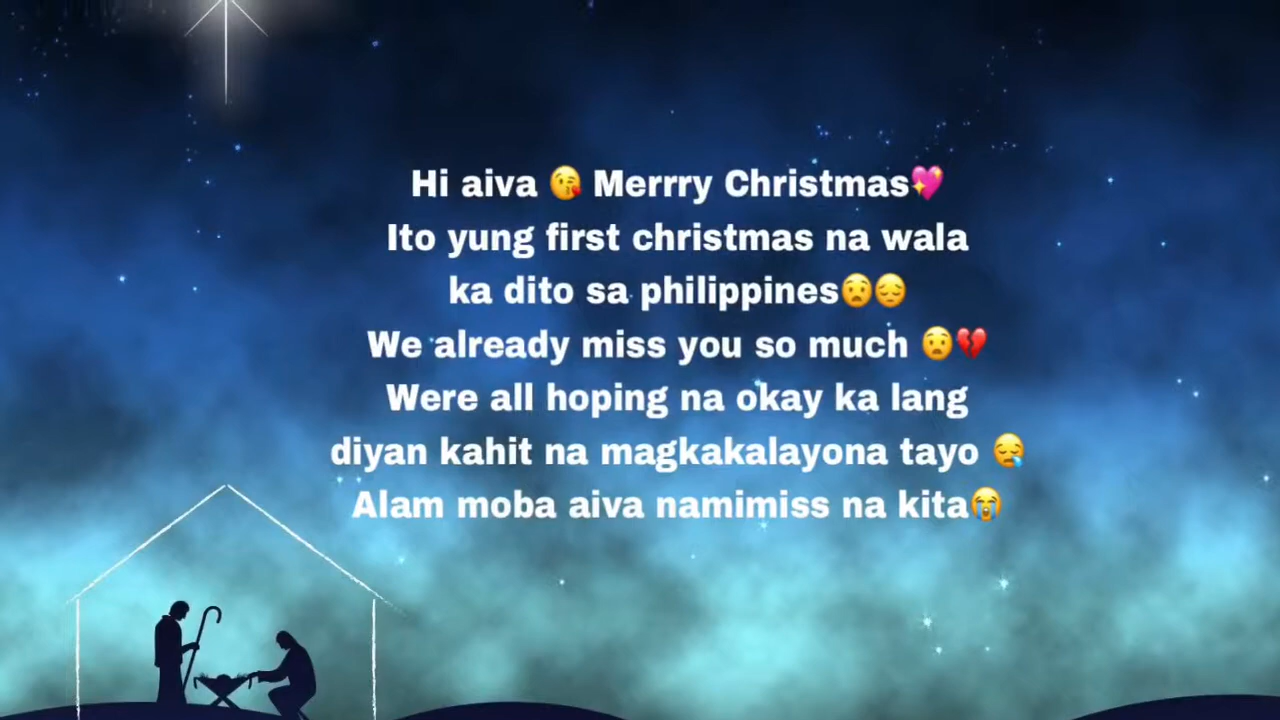 Hi aiva 😘 Merrry Christmas💖
Ito yung first christmas na wala
ka dito sa philippines😧😔
We already miss you so much 😧💔
Were all hoping na okay ka lang
diyan kahit na magkakalayona tayo 😪
Alam moba aiva namimiss na kita😭